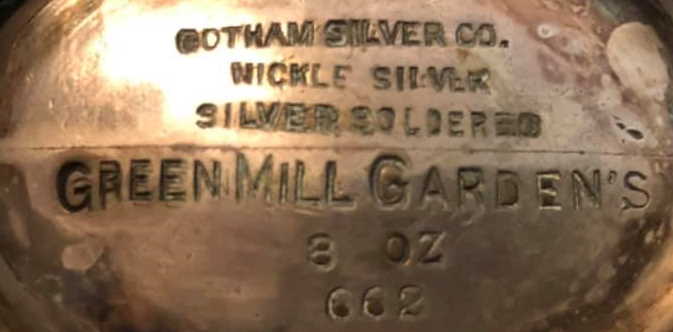 GOTHAM SILVER CO.
NICKLE SILVER
SILVER SOLDERED
GREEN MILL GARDEN'S
8 OZ
662